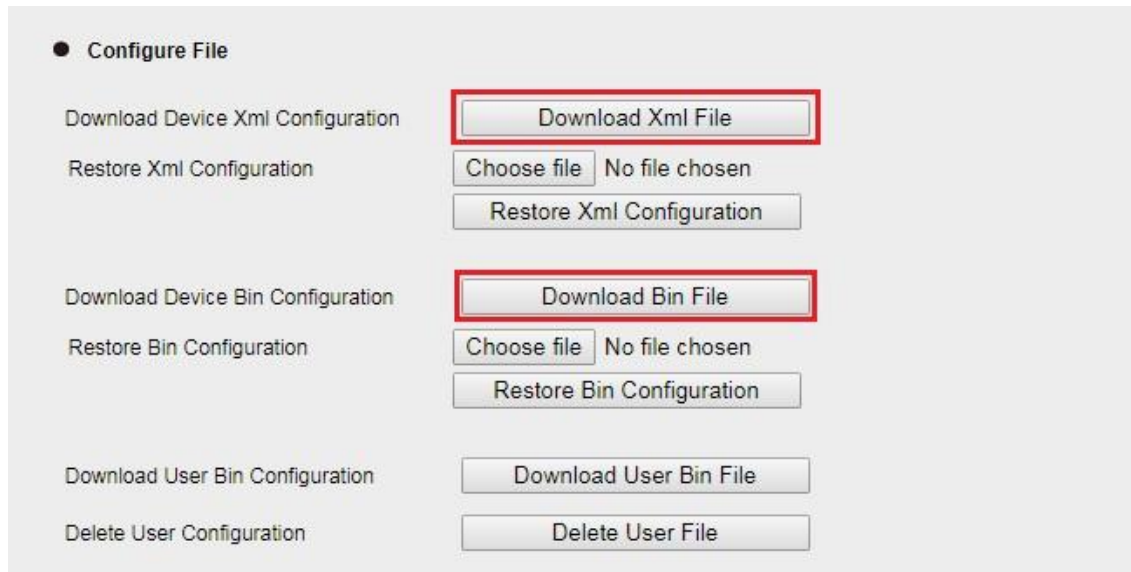 Configure File
Download Device Xml Configuration Download Xml File
Restore Xml Configuration Choose file No file chosen
Restore Xml Configuration
Download Device Bin Configuration Download Bin File
Restore Bin Configuration Choose file No file chosen
Restore Bin Configuration
Download User Bin Configuration Download User Bin File
Delete User Configuration Delete User File